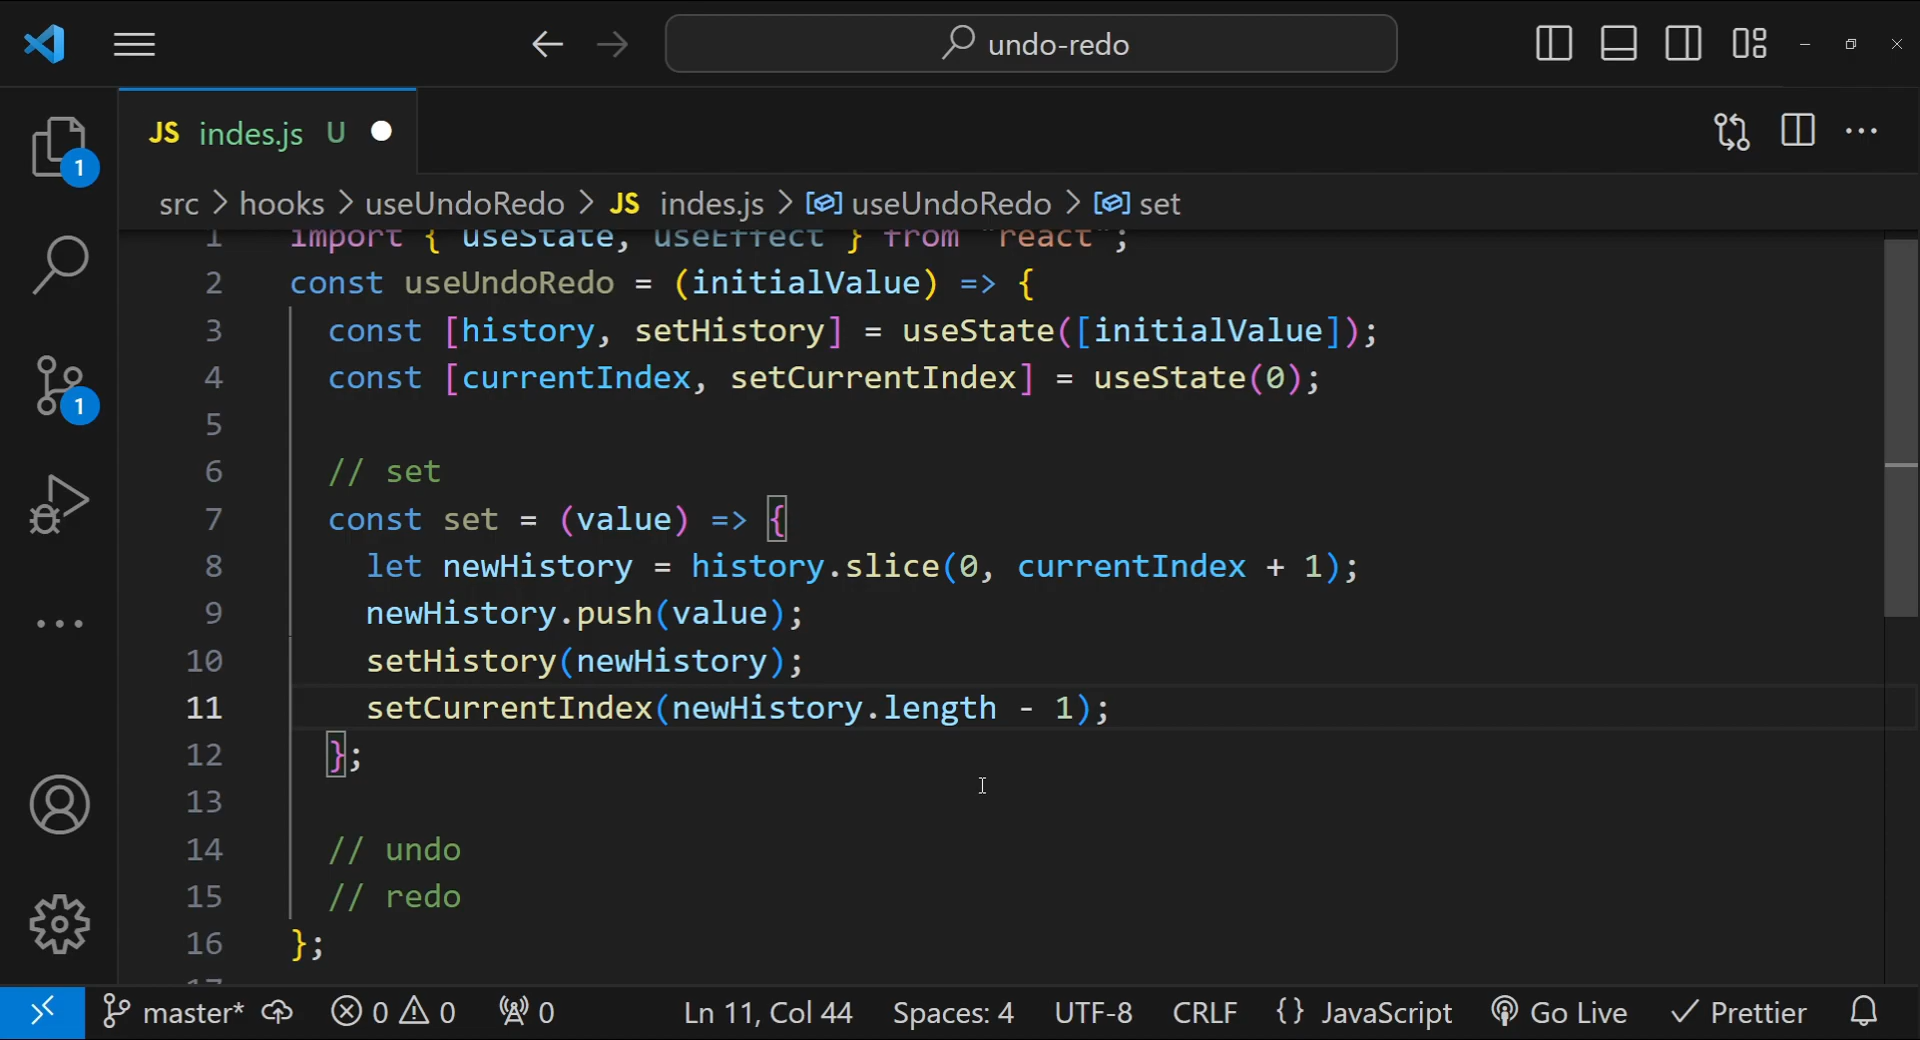 undo-redo
JS indes.js U
1
src > hooks > useUndoRedo > JS indes.js > useUndoRedo > set
1 import { useState, useEffect } from "react";
2 const useUndoRedo = (initialValue) => {
3 const [history, setHistory] = useState([initialValue]);
4 const [currentIndex, setCurrentIndex] = useState(0);
5
6 // set
7 const set = (value) => {
8 let newHistory = history.slice(0, currentIndex + 1);
1
9 newHistory.push(value);
10 setHistory(newHistory);
11 setCurrentIndex(newHistory.length - 1);
12 };
13
14 // undo
15 // redo
16 };
17
master* 0 0 0 Ln 11, Col 44 Spaces: 4 UTF-8 CRLF {} JavaScript Go Live Prettier